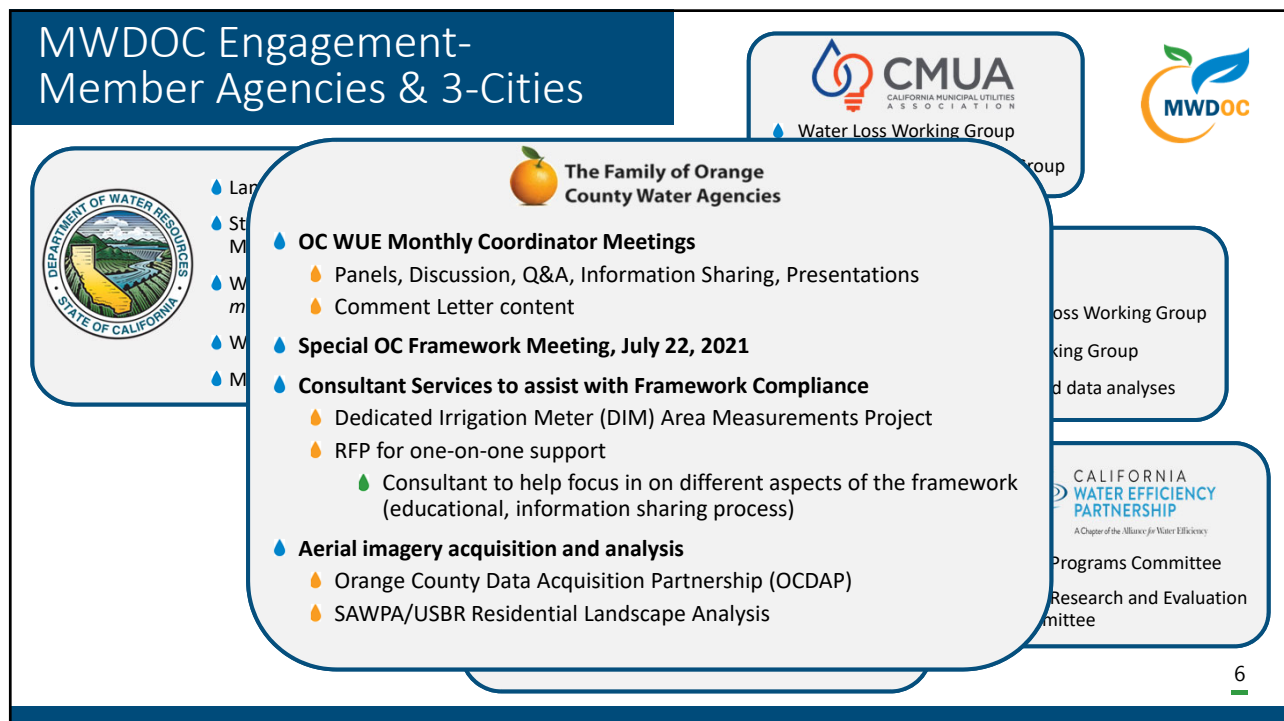 MWDOC Engagement-
Member Agencies & 3-Cities
CMUA
CALIFORNIA MUNICIPAL UTILITIES
ASSOCIATION
Water Loss Working Group
MWDOC
DEPARTMENT OF WATER RESOURCES
STATE OF CALIFORNIA
The Family of Orange
County Water Agencies
OC WUE Monthly Coordinator Meetings
Panels, Discussion, Q&A, Information Sharing, Presentations
Comment Letter content
Special OC Framework Meeting, July 22, 2021
Consultant Services to assist with Framework Compliance
Dedicated Irrigation Meter (DIM) Area Measurements Project
RFP for one-on-one support
Consultant to help focus in on different aspects of the framework
(educational, information sharing process)
Aerial imagery acquisition and analysis
Orange County Data Acquisition Partnership (OCDAP)
SAWPA/USBR Residential Landscape Analysis
Working Group
Group
data analyses
CALIFORNIA
WATER EFFICIENCY
PARTNERSHIP
A Chapter of the Alliance for Water Efficiency
Programs Committee
Research and Evaluation
6